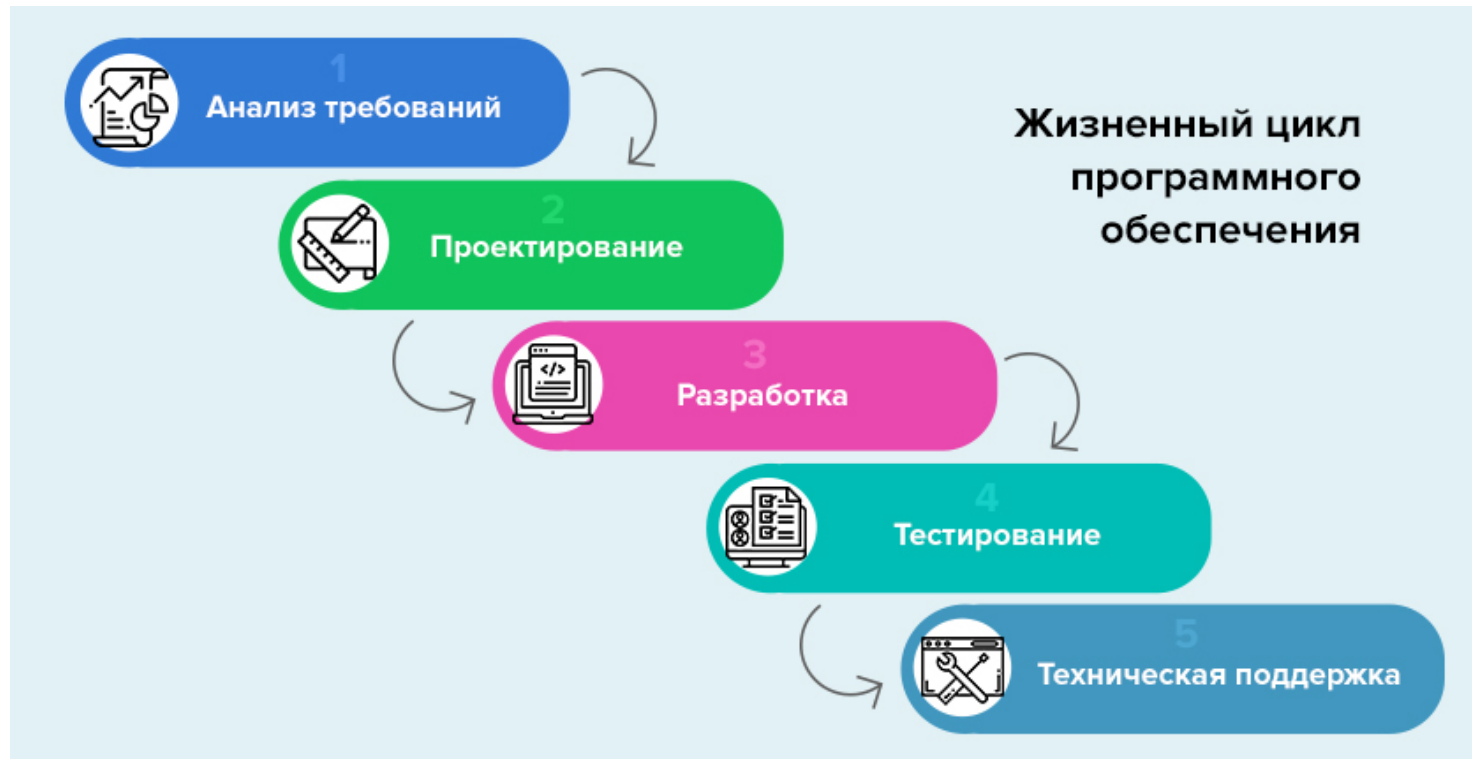 1
Анализ требований
Жизненный цикл
программного
обеспечения
2
Проектирование
3
</>
Разработка
4
Тестирование
5
Техническая поддержка